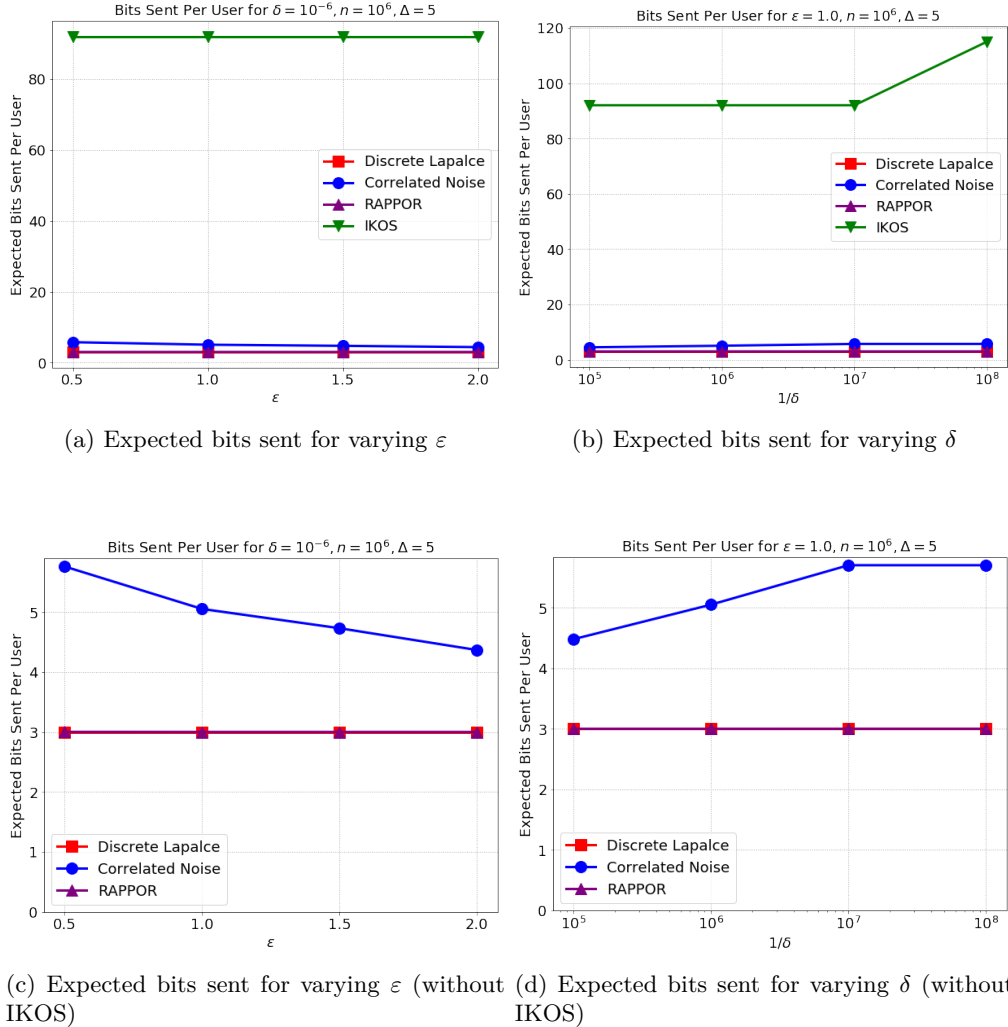 Bits Sent Per User for δ = 10⁻⁶, n = 10⁶, Δ = 5
Expected Bits Sent Per User
80
60
40
20
0
Discrete Lapalce
Correlated Noise
RAPPOR
IKOS
0.5 1.0 1.5 2.0
ε
(a) Expected bits sent for varying ε
Bits Sent Per User for ε = 1.0, n = 10⁶, Δ = 5
Expected Bits Sent Per User
120
100
80
60
40
20
0
Discrete Lapalce
Correlated Noise
RAPPOR
IKOS
10⁵ 10⁶ 10⁷ 10⁸
1/δ
(b) Expected bits sent for varying δ
Bits Sent Per User for δ = 10⁻⁶, n = 10⁶, Δ = 5
Expected Bits Sent Per User
5
4
3
2
1
0
Discrete Lapalce
Correlated Noise
RAPPOR
0.5 1.0 1.5 2.0
ε
(c) Expected bits sent for varying ε (without
IKOS)
Bits Sent Per User for ε = 1.0, n = 10⁶, Δ = 5
Expected Bits Sent Per User
5
4
3
2
1
0
Discrete Lapalce
Correlated Noise
RAPPOR
10⁵ 10⁶ 10⁷ 10⁸
1/δ
(d) Expected bits sent for varying δ (without
IKOS)